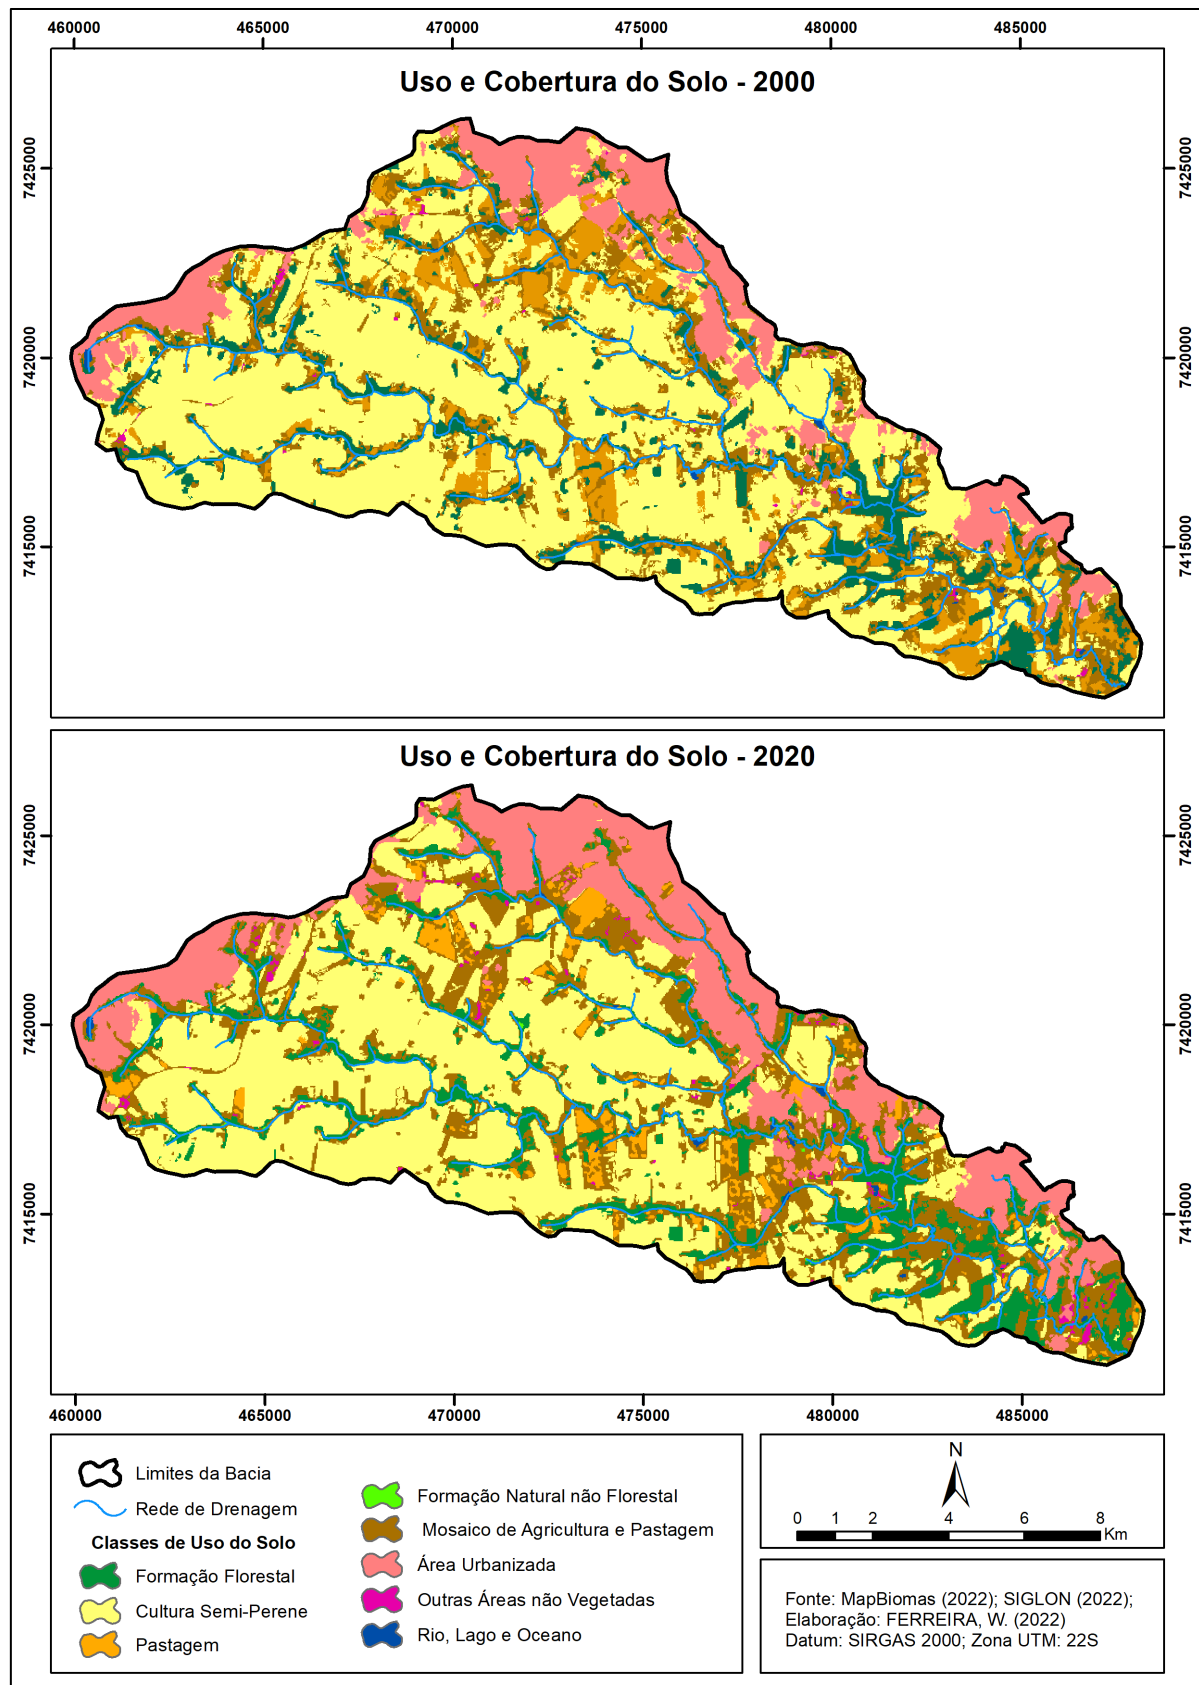 460000 465000 470000 475000 480000 485000
Uso e Cobertura do Solo - 2000
7425000 7425000
7420000 7420000
7415000 7415000
Uso e Cobertura do Solo - 2020
7425000 7425000
7420000 7420000
7415000 7415000
460000 465000 470000 475000 480000 485000
Limites da Bacia
Rede de Drenagem
Classes de Uso do Solo
Formação Florestal
Cultura Semi-Perene
Pastagem
Formação Natural não Florestal
Mosaico de Agricultura e Pastagem
Área Urbanizada
Outras Áreas não Vegetadas
Rio, Lago e Oceano
N
0 1 2 4 6 8
Km
Fonte: MapBiomas (2022); SIGLON (2022);
Elaboração: FERREIRA, W. (2022)
Datum: SIRGAS 2000; Zona UTM: 22S